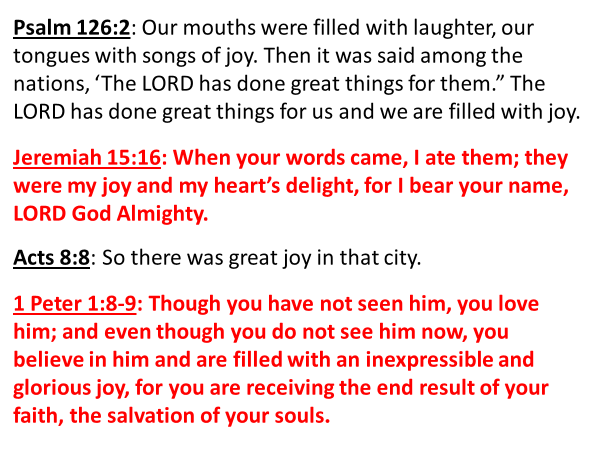 Psalm 126:2: Our mouths were filled with laughter, our
tongues with songs of joy. Then it was said among the
nations, ‘The LORD has done great things for them.” The
LORD has done great things for us and we are filled with joy.
Jeremiah 15:16: When your words came, I ate them; they
were my joy and my heart’s delight, for I bear your name,
LORD God Almighty.
Acts 8:8: So there was great joy in that city.
1 Peter 1:8-9: Though you have not seen him, you love
him; and even though you do not see him now, you
believe in him and are filled with an inexpressible and
glorious joy, for you are receiving the end result of your
faith, the salvation of your souls.